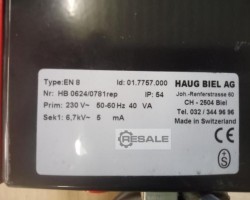 Type: EN 8 Id: 01.7757.000
Nr: HB 0624/0781rep IP: 54
Prim: 230 V~ 50-60 Hz 40 VA
Sek1: 6,7kV~ 5 mA
HAUG BIEL AG
Joh.-Renferstrasse 60
CH - 2504 Biel
Tel. 032 / 344 96 96
Made in Switzerland
RESALE